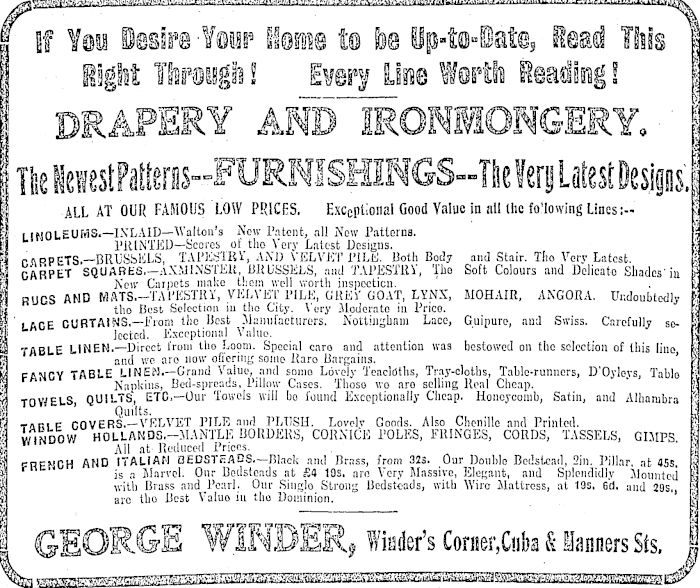 If You Desire Your Home to be Up-to-Date, Read This
Right Through! Every Line Worth Reading!
DRAPERY AND IRONMONGERY.
The Newest Patterns--FURNISHINGS--The Very Latest Designs.
ALL AT OUR FAMOUS LOW PRICES. Exceptional Good Value in all the following Lines:--
LINOLEUMS.—INLAID—Walton's New Patent, all New Patterns.
PRINTED—Scores of the Very Latest Designs.
CARPETS.—BRUSSELS, TAPESTRY, AND VELVET PILE. Both Body and Stair. The Very Latest.
CARPET SQUARES.—AXMINSTER, BRUSSELS, and TAPESTRY, The Soft Colours and Delicate Shades in
New Carpets make them well worth inspection.
RUGS AND MATS.—TAPESTRY, VELVET PILE, GREY GOAT, LYNX, MOHAIR, ANGORA. Undoubtedly
the Best Selection in the City. Very Moderate in Price.
LACE CURTAINS.—From the Best Manufacturers. Nottingham Lace, Guipure, and Swiss. Carefully se-
lected. Exceptional Value.
TABLE LINEN.—Direct from the Loom. Special care and attention was bestowed on the selection of this line,
and we are now offering some Rare Bargains.
FANCY TABLE LINEN.—Grand Value, and some Lovely Teacloths, Tray-cloths, Table-runners, D'Oyleys, Table
Napkins, Bed-spreads, Pillow Cases. Those we are selling Real Cheap.
TOWELS, QUILTS, ETC.—Our Towels will be found Exceptionally Cheap. Honeycomb, Satin, and Alhambra
Quilts.
TABLE COVERS.—VELVET PILE and PLUSH. Lovely Goods. Also Chenille and Printed.
WINDOW HOLLANDS.—MANTLE BORDERS, CORNICE POLES, FRINGES, CORDS, TASSELS, GIMPS.
All at Reduced Prices.
FRENCH AND ITALIAN BEDSTEADS.—Black and Brass, from 32s. Our Double Bedstead, 2in. Pillar, at 45s.
is a Marvel. Our Bedsteads at £4 19s. are Very Massive, Elegant, and Splendidly Mounted
with Brass and Pearl. Our Single Strong Bedsteads, with Wire Mattress, at 19s. 6d. and 29s.,
are the Best Value in the Dominion.
GEORGE WINDER, Winder's Corner, Cuba & Manners Sts.